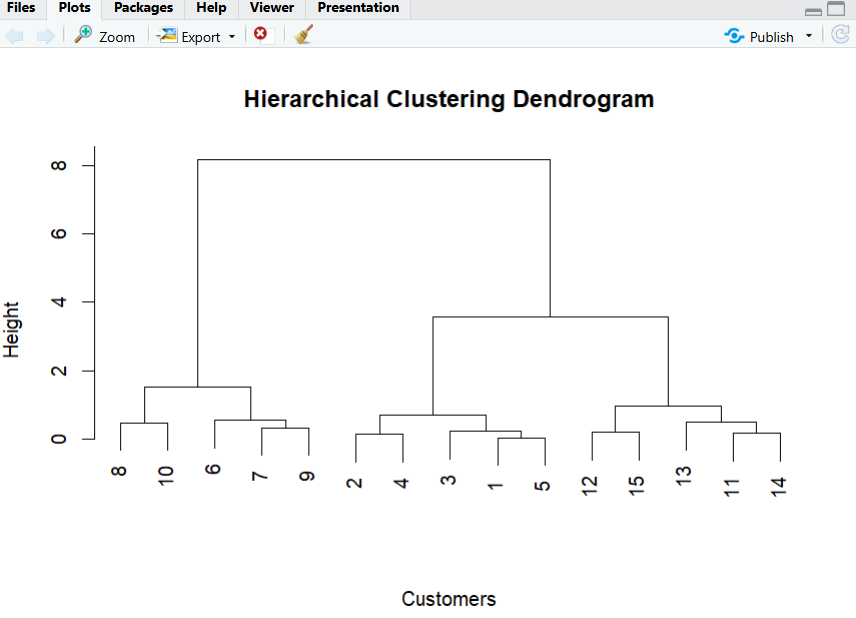 Files Plots Packages Help Viewer Presentation
Zoom Export Publish
Hierarchical Clustering Dendrogram
8
6
4
2
0
Height
8 10 6 7 9 2 4 3 1 5 12 15 13 11 14
Customers